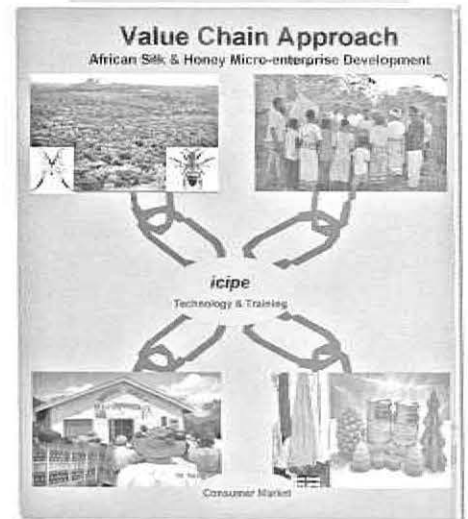 Value Chain Approach
African Silk & Honey Micro-enterprise Development
icipe
Technology & Training
Consumer Market